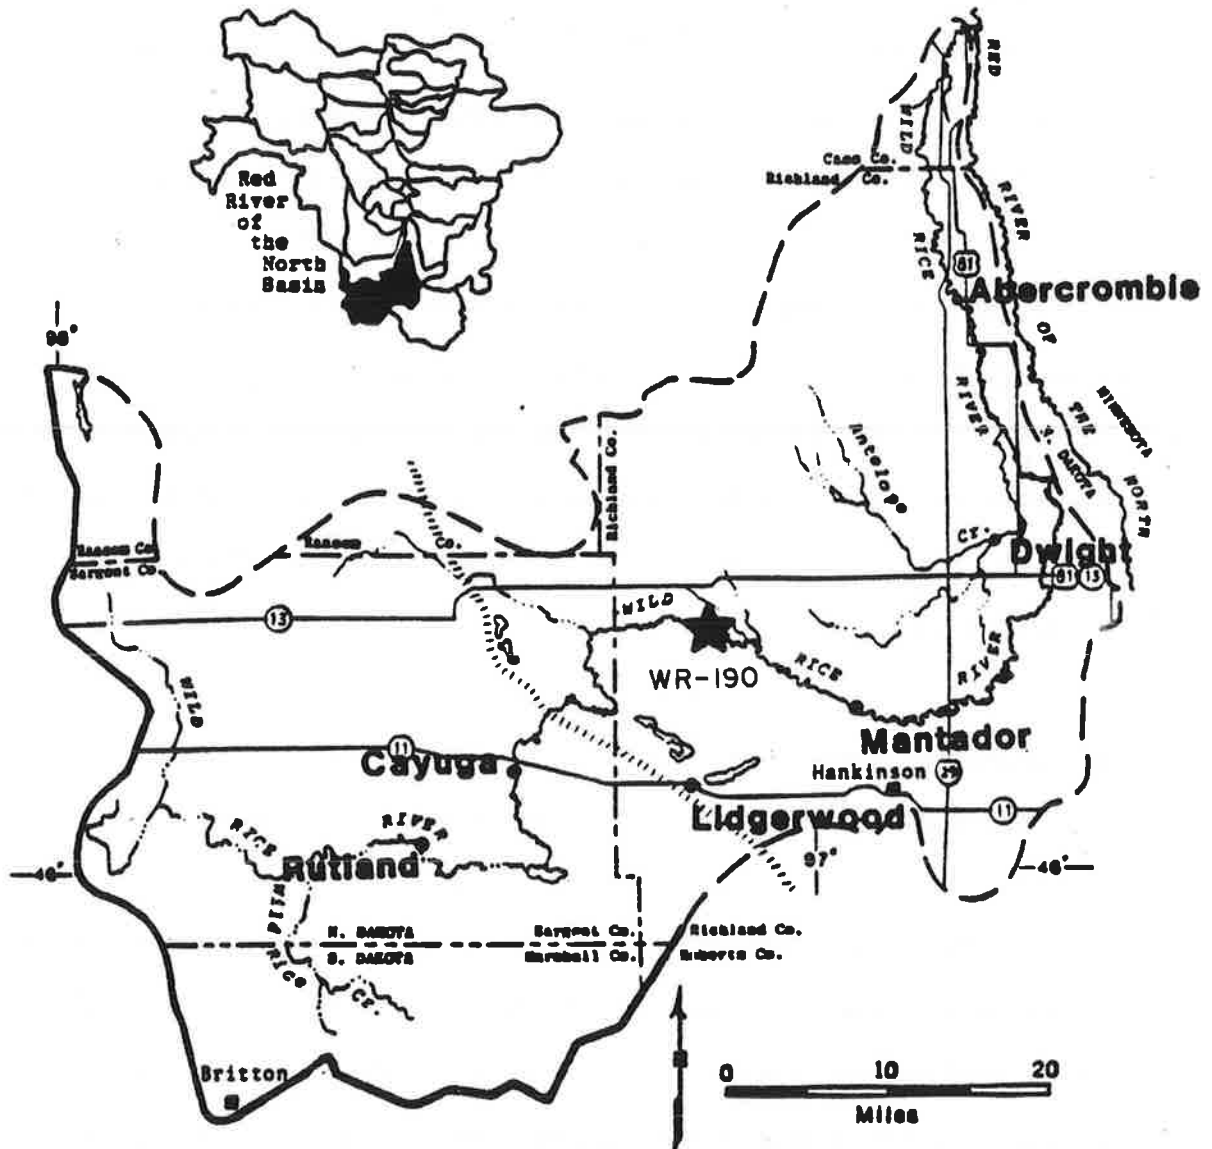 Red
River
of
the
North
Basin
RED
RIVER
OF
THE
NORTH
WILD
RICE
RIVER
Cass Co.
Richland Co.
81
Abercrombie
98°
MINNESOTA
N. DAKOTA
Antelope
Cr.
Richland Co.
Ransom Co.
Sargent Co.
Ransom Co.
Dwight
81
13
13
WILD
RICE
RIVER
WR-190
WILD
RICE
RIVER
11
Cayuga
Mantador
Hankinson
29
Lidgerwood
11
Rutland
46°
97°
46°
WILD
RICE
CR.
N. DAKOTA
S. DAKOTA
Sargent Co.
Marshall Co.
Richland Co.
Roberts Co.
Britton
0 10 20
Miles